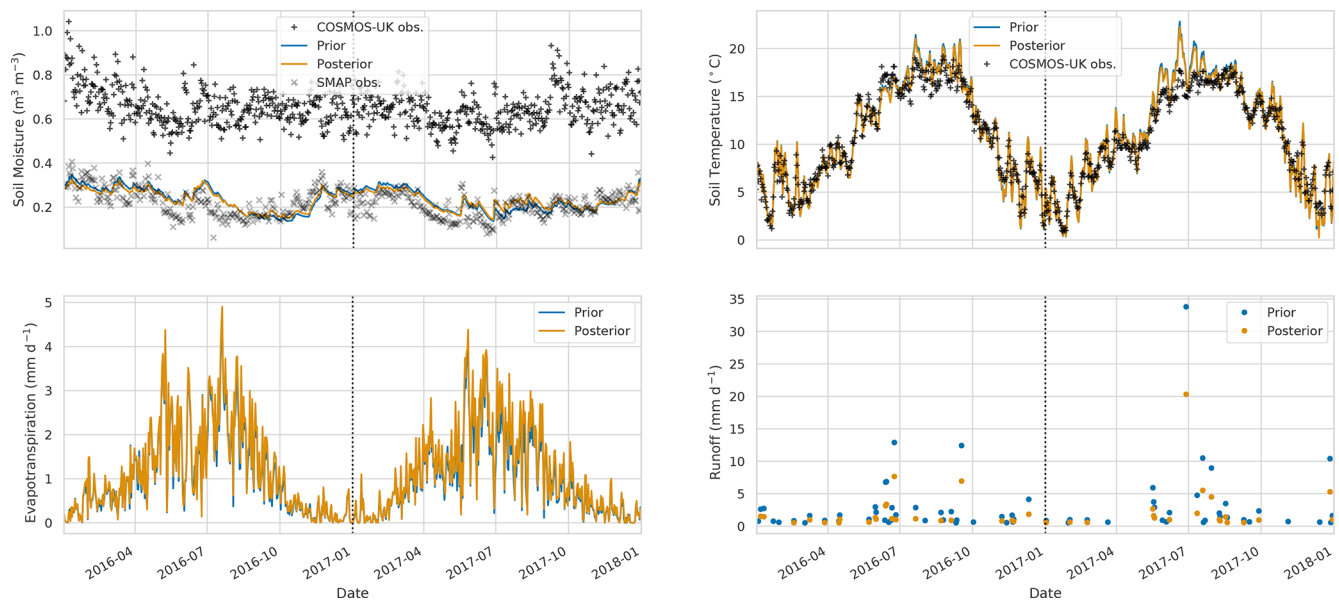 Soil Moisture (m³ m⁻³)
1.0
0.8
0.6
0.4
0.2
COSMOS-UK obs.
Prior
Posterior
SMAP obs.
Soil Temperature (°C)
20
15
10
5
0
Prior
Posterior
COSMOS-UK obs.
Evapotranspiration (mm d⁻¹)
5
4
3
2
1
0
Prior
Posterior
2016-04
2016-07
2016-10
2017-01
2017-04
2017-07
2017-10
2018-01
Date
Runoff (mm d⁻¹)
35
30
25
20
15
10
5
0
Prior
Posterior
2016-04
2016-07
2016-10
2017-01
2017-04
2017-07
2017-10
2018-01
Date